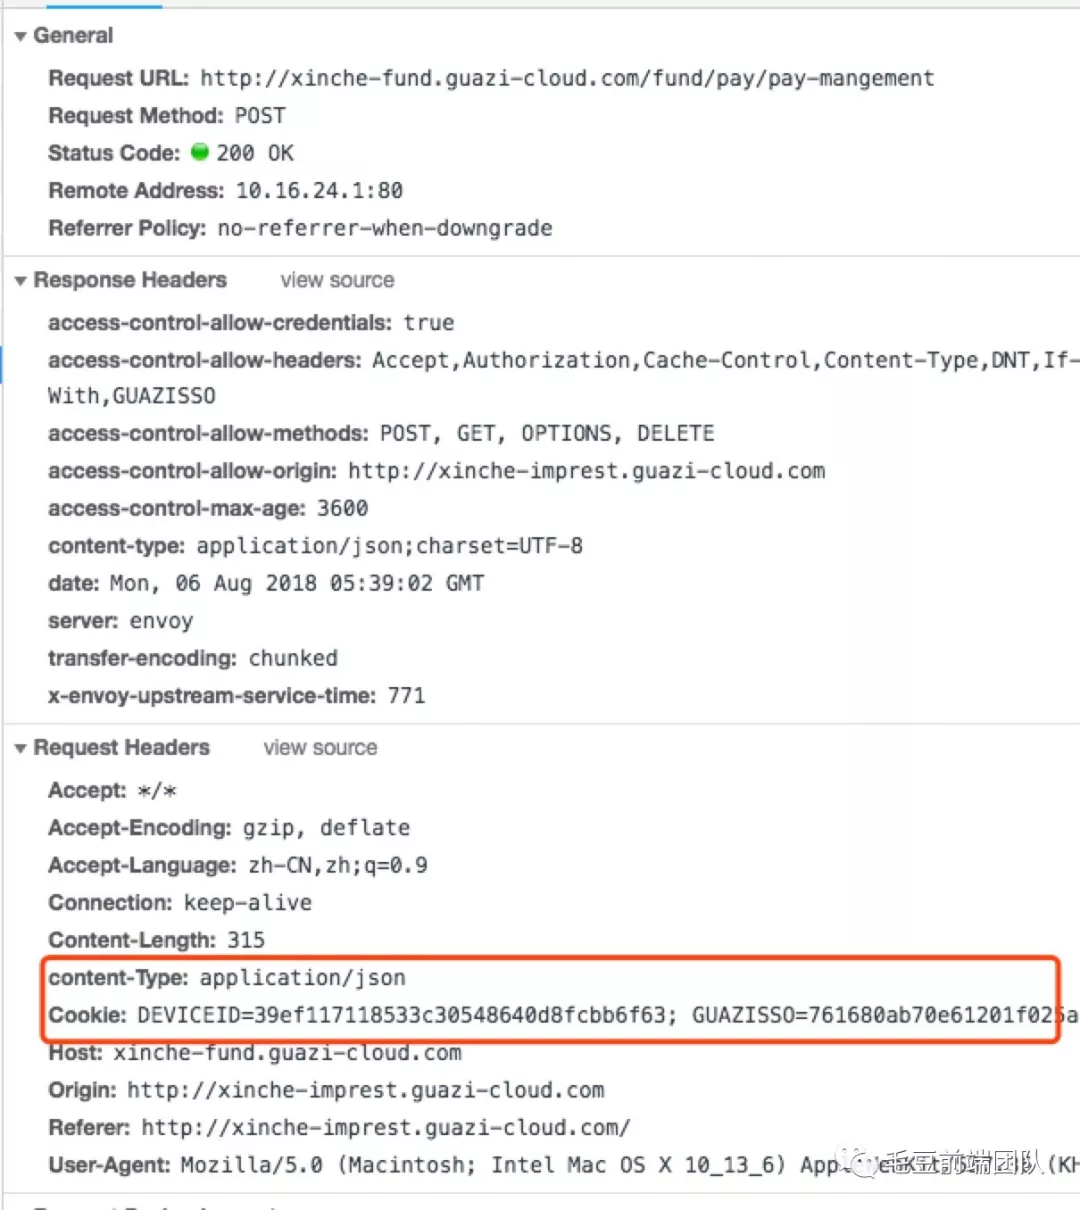 General
Request URL: http://xinche-fund.guazi-cloud.com/fund/pay/pay-mangement
Request Method: POST
Status Code: 200 OK
Remote Address: 10.16.24.1:80
Referrer Policy: no-referrer-when-downgrade
Response Headers view source
access-control-allow-credentials: true
access-control-allow-headers: Accept,Authorization,Cache-Control,Content-Type,DNT,If-
With,GUAZISSO
access-control-allow-methods: POST, GET, OPTIONS, DELETE
access-control-allow-origin: http://xinche-imprest.guazi-cloud.com
access-control-max-age: 3600
content-type: application/json;charset=UTF-8
date: Mon, 06 Aug 2018 05:39:02 GMT
server: envoy
transfer-encoding: chunked
x-envoy-upstream-service-time: 771
Request Headers view source
Accept: */*
Accept-Encoding: gzip, deflate
Accept-Language: zh-CN,zh;q=0.9
Connection: keep-alive
Content-Length: 315
content-Type: application/json
Cookie: DEVICEID=39ef117118533c30548640d8fcbb6f63; GUAZISSO=761680ab70e61201f025a
Host: xinche-fund.guazi-cloud.com
Origin: http://xinche-imprest.guazi-cloud.com
Referer: http://xinche-imprest.guazi-cloud.com/
User-Agent: Mozilla/5.0 (Macintosh; Intel Mac OS X 10_13_6) (KH
毛豆前端团队